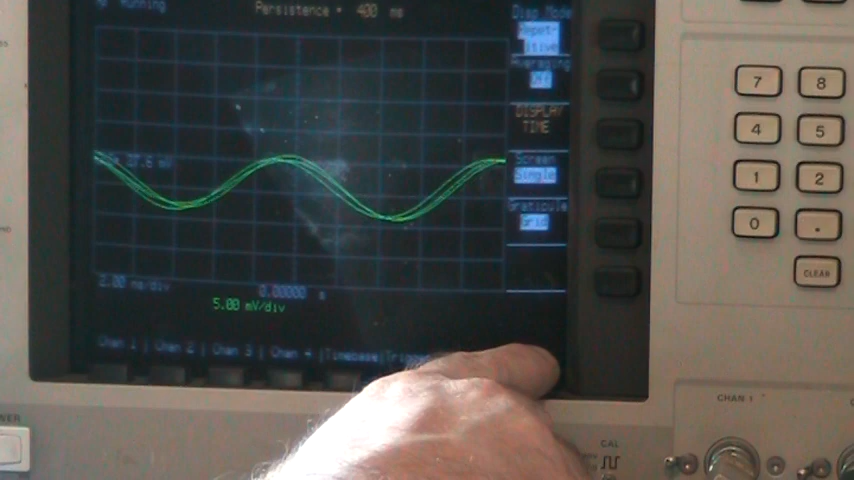 Running
Persistence = 400 ms
Disp Mode
Repet-
itive
Averaging
Off
DISPLAY
TIME
Screen
Single
Graticule
Grid
2.00 ms/div
0.00000 s
5.00 mV/div
Chan 1 | Chan 2 | Chan 3 | Chan 4 | Timebase | Trigger
7 8
4 5
1 2
0 .
CLEAR
CAL
CHAN 1